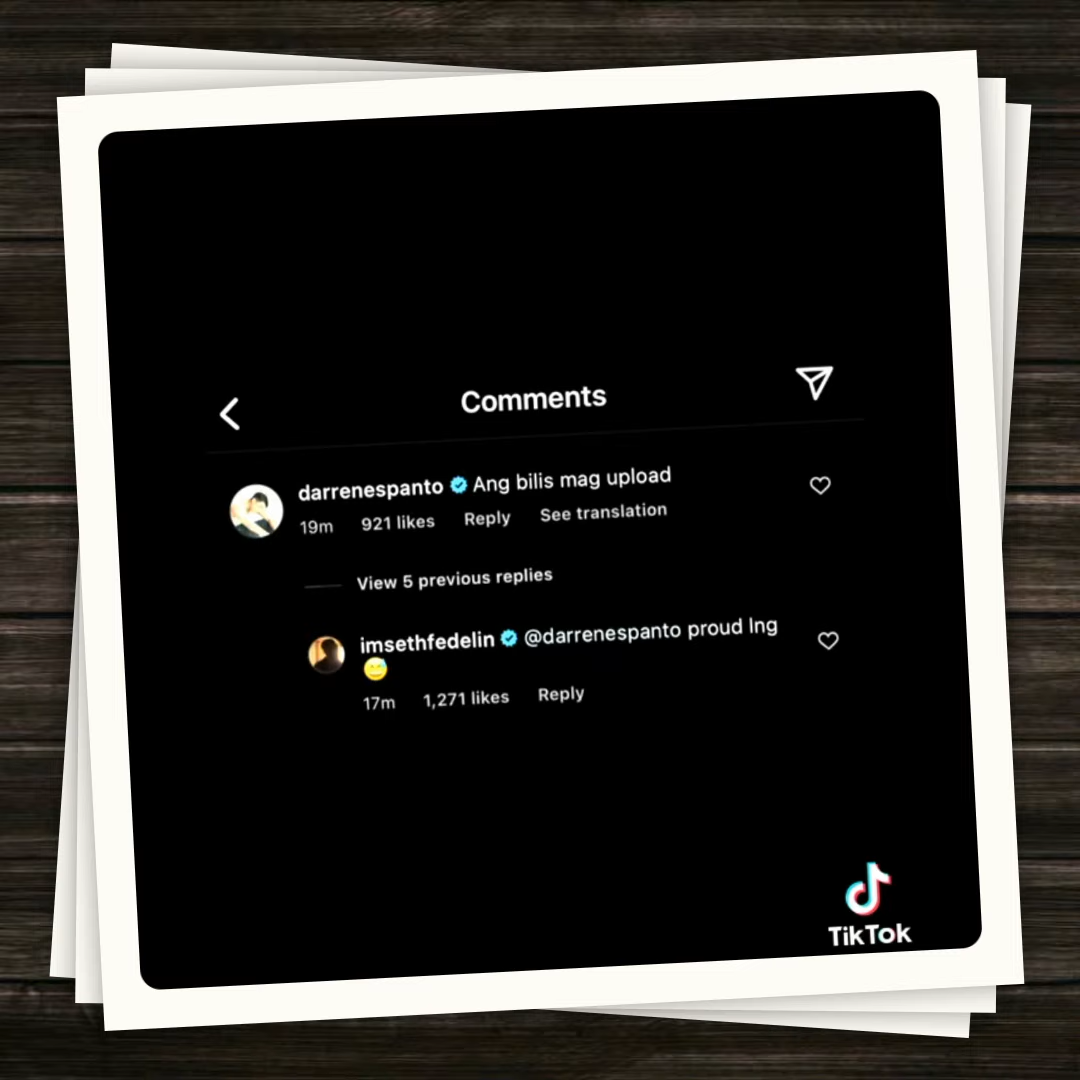 Comments
darrenespanto Ang bilis mag upload
19m 921 likes Reply See translation
View 5 previous replies
imsethfedelin @darrenespanto proud lng
😅
17m 1,271 likes Reply
TikTok